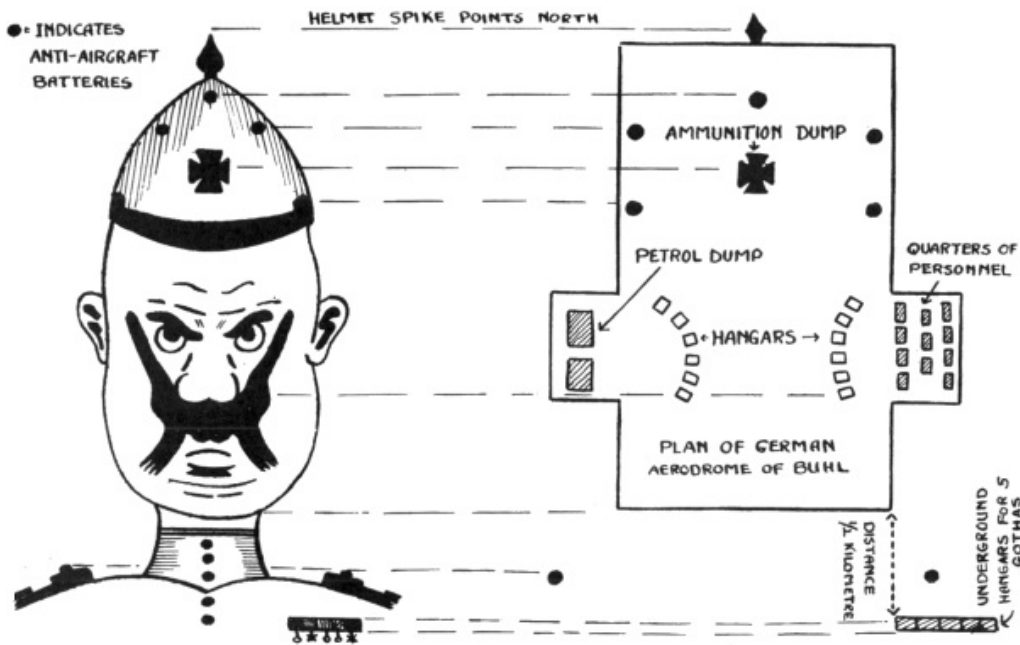 HELMET SPIKE POINTS NORTH
●= INDICATES
ANTI-AIRCRAFT
BATTERIES
AMMUNITION DUMP
PETROL DUMP
QUARTERS OF
PERSONNEL
HANGARS
PLAN OF GERMAN
AERODROME OF BUHL
DISTANCE
½ KILOMETRE
UNDERGROUND
HANGARS FOR 5
GOTHAS